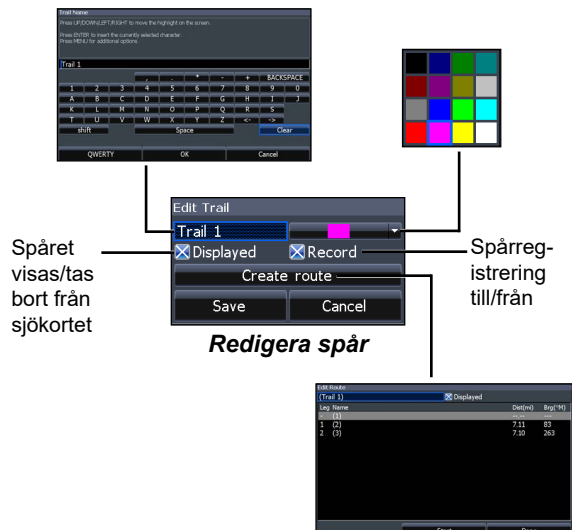 Trail Name
Press UP/DOWN/LEFT/RIGHT to move the highlight on the screen.
Press ENTER to insert the currently selected character.
Press MENU for additional options
Trail 1
, . * - + BACKSPACE
1 2 3 4 5 6 7 8 9 0
A B C D E F G H I J
K L M N O P Q R S
T U V W X Y Z <- ->
shift Space Clear
QWERTY OK Cancel
Edit Trail
Trail 1
Displayed Record
Create route
Save Cancel
Spåret
visas/tas
bort från
sjökortet
Spårreg-
istrering
till/från
Redigera spår
Edit Route
(Trail 1) Displayed
Leg Name Dist(mi) Brg(°M)
- (1) --.-- ---
1 (2) 7.11 83
2 (3) 7.10 263